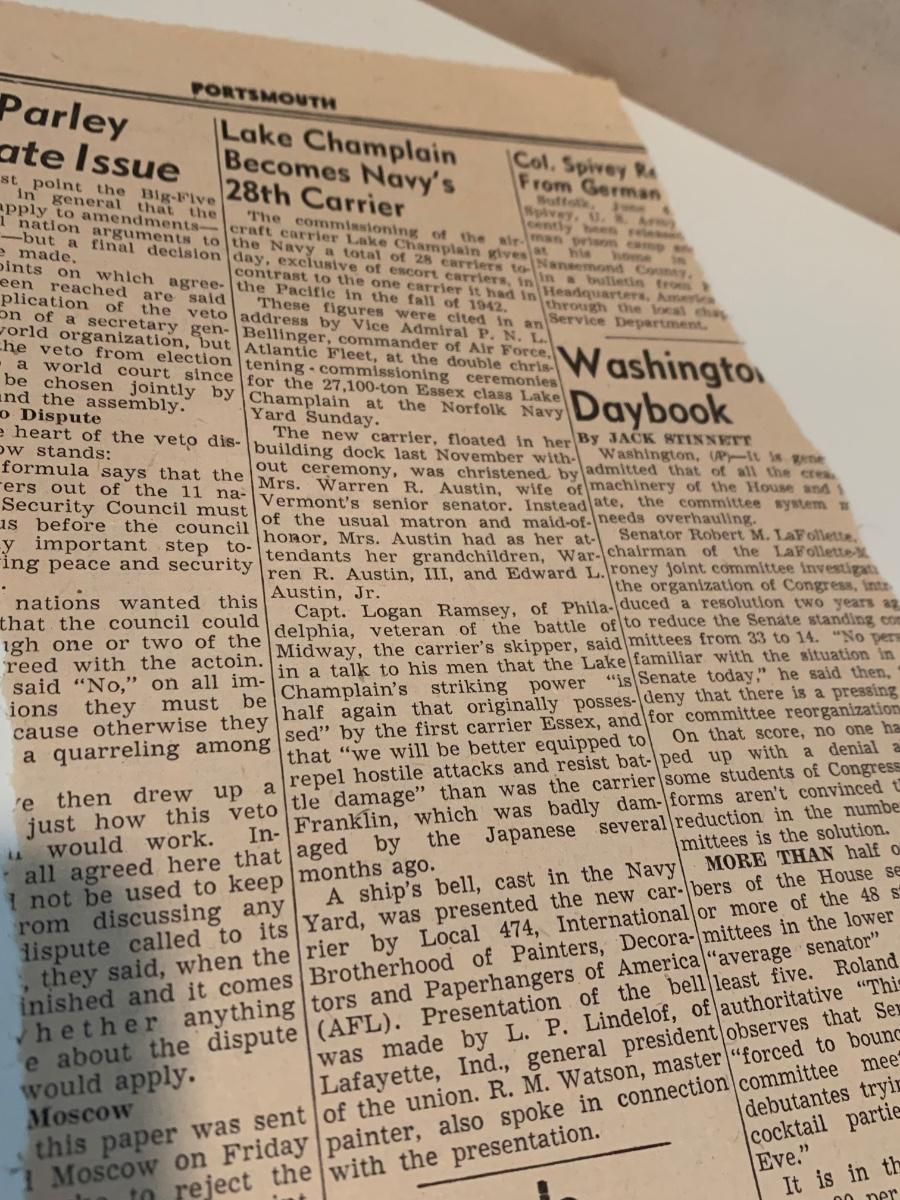 PORTSMOUTH
Parley
ate Issue
st point the Big-Five
in general that the
apply to amendments—
l nation arguments to
—but a final decision
e made.
oints on which agree-
een reached are said
plication of the veto
on of a secretary gen-
world organization, but
the veto from election
a world court since
be chosen jointly by
and the assembly.
o Dispute
e heart of the veto dis-
ow stands:
formula says that the
ers out of the 11 na-
Security Council must
us before the council
y important step to-
ing peace and security
nations wanted this
that the council could
ugh one or two of the
reed with the actoin.
said "No," on all im-
ions they must be
cause otherwise they
a quarreling among
e then drew up a
just how this veto
would work. In-
all agreed here that
not be used to keep
rom discussing any
dispute called to its
, they said, when the
inished and it comes
hether anything
e about the dispute
would apply.
Moscow
this paper was sent
Moscow on Friday
to reject the
Lake Champlain
Becomes Navy's
28th Carrier
The commissioning of the air-
craft carrier Lake Champlain gives
the Navy a total of 28 carriers to-
day, exclusive of escort carriers, in
contrast to the one carrier it had in
the Pacific in the fall of 1942.
These figures were cited in an
address by Vice Admiral P. N. L.
Bellinger, commander of Air Force,
Atlantic Fleet, at the double chris-
tening-commissioning ceremonies
for the 27,100-ton Essex class Lake
Champlain at the Norfolk Navy
Yard Sunday.
The new carrier, floated in her
building dock last November with-
out ceremony, was christened by
Mrs. Warren R. Austin, wife of
Vermont's senior senator. Instead
of the usual matron and maid-of-
honor, Mrs. Austin had as her at-
tendants her grandchildren, War-
ren R. Austin, III, and Edward L.
Austin, Jr.
Capt. Logan Ramsey, of Phila-
delphia, veteran of the battle of
Midway, the carrier's skipper, said
in a talk to his men that the Lake
Champlain's striking power "is
half again that originally posses-
sed" by the first carrier Essex, and
that "we will be better equipped to
repel hostile attacks and resist bat-
tle damage" than was the carrier
Franklin, which was badly dam-
aged by the Japanese several
months ago.
A ship's bell, cast in the Navy
Yard, was presented the new car-
rier by Local 474, International
Brotherhood of Painters, Decora-
tors and Paperhangers of America
(AFL). Presentation of the bell
was made by L. P. Lindelof, of
Lafayette, Ind., general president
of the union. R. M. Watson, master
painter, also spoke in connection
with the presentation.
Col. Spivey Re
From German
Suffolk, June 4.
Spivey, U. S. Army
cently been release
man prison camp
at his home in
Nansemond County,
in a bulletin from
Headquarters, America
through the local chap
Service Department.
Washington
Daybook
By JACK STINNETT
Washington, (AP)—It is gene
admitted that of all the crea
machinery of the House and
ate, the committee system
needs overhauling.
Senator Robert M. LaFollette,
chairman of the LaFollette-M
roney joint committee investigat
the organization of Congress, intr
duced a resolution two years ag
to reduce the Senate standing co
mittees from 33 to 14. "No pers
familiar with the situation in
Senate today," he said then,
deny that there is a pressing
for committee reorganization
On that score, no one ha
ped up with a denial a
some students of Congress
forms aren't convinced t
reduction in the numbe
mittees is the solution.
MORE THAN half o
bers of the House se
or more of the 48 s
mittees in the lower
"average senator"
least five. Roland
authoritative "This
observes that Sen
"forced to bounc
committee meet
debutantes tryin
cocktail partie
Eve."
It is in th